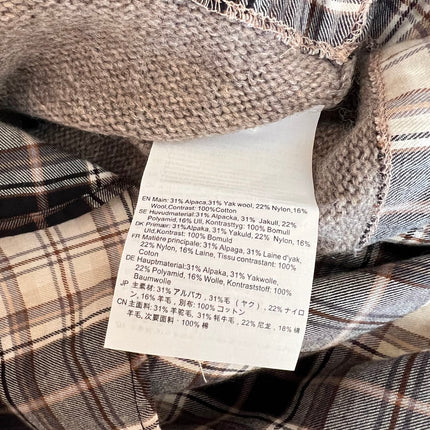 EN Main: 31% Alpaca,31% Yak wool, 22% Nylon,16%
Wool,Contrast: 100%Cotton
SE Huvudmaterial:31% Alpacka, 31% Jakull, 22%
Polyamid,16% Ull, Kontrasttyg: 100% Bomull
DK Primær: 31% Alpaka,31% Yakuld, 22% Nylon,16%
Uld,Kontrast: 100% Bomuld
FR Matière principale: 31% Alpaga,31% Laine d'yak,
22% Nylon,16% Laine, Tissu contrastant: 100%
Coton
DE Hauptmaterial:31% Alpaka, 31% Yakwolle,
22% Polyamid, 16% Wolle, Kontraststoff: 100%
Baumwolle
JP 主素材: 31% アルパカ, 31%毛 (ヤク), 22%ナイロ
ン, 16%羊毛, 別布: 100% コットン
CN 主面料: 31% 羊驼毛, 31% 牦牛毛, 22% 尼龙, 16% 绵
羊毛, 次要面料: 100% 棉